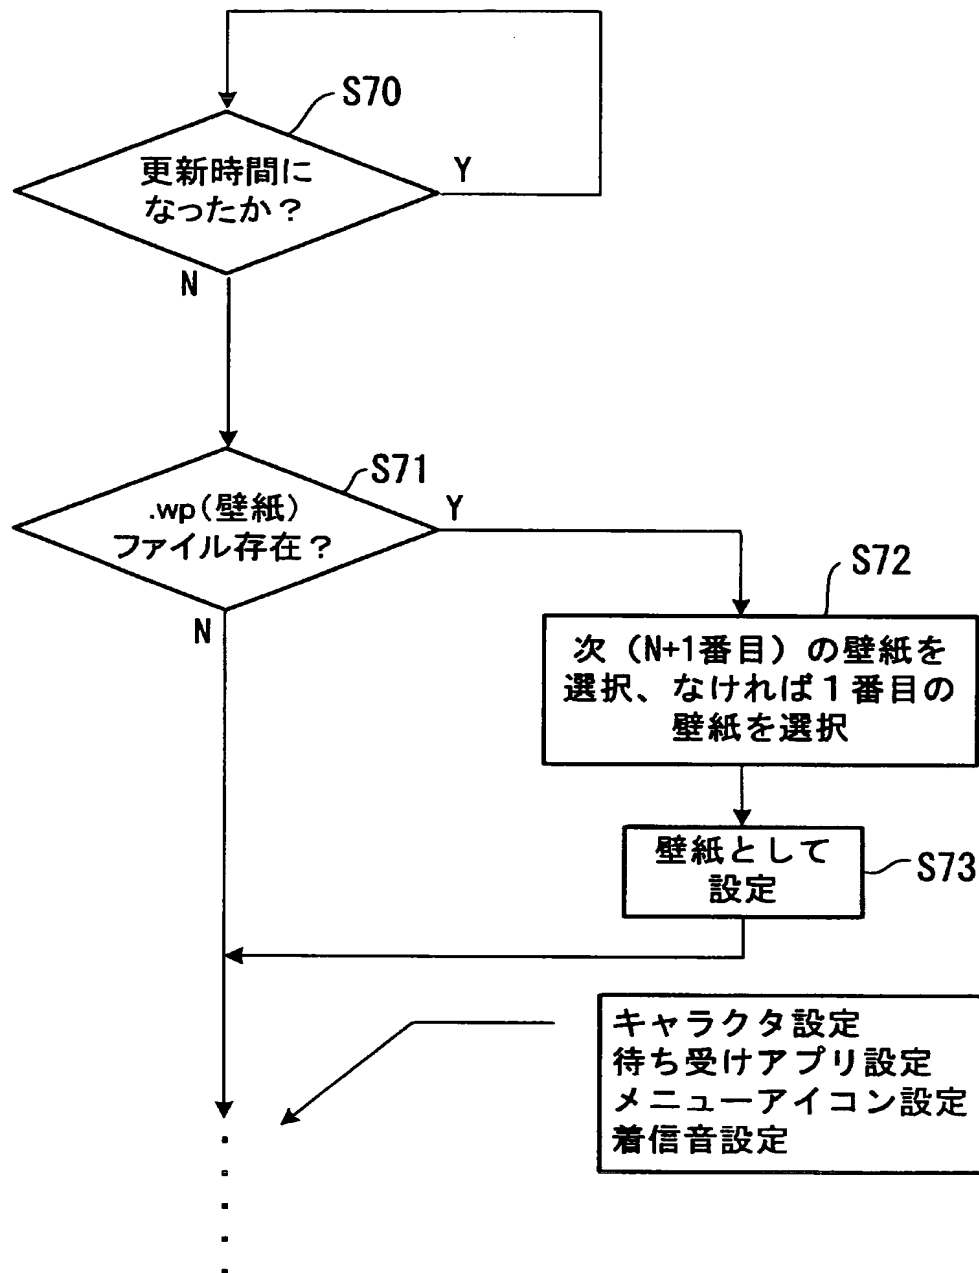 S70
更新時間に
なったか？
Y
N
S71
.wp(壁紙)
ファイル存在？
Y
N
S72
次（N+1番目）の壁紙を
選択、なければ１番目の
壁紙を選択
壁紙として
設定
S73
キャラクタ設定
待ち受けアプリ設定
メニューアイコン設定
着信音設定